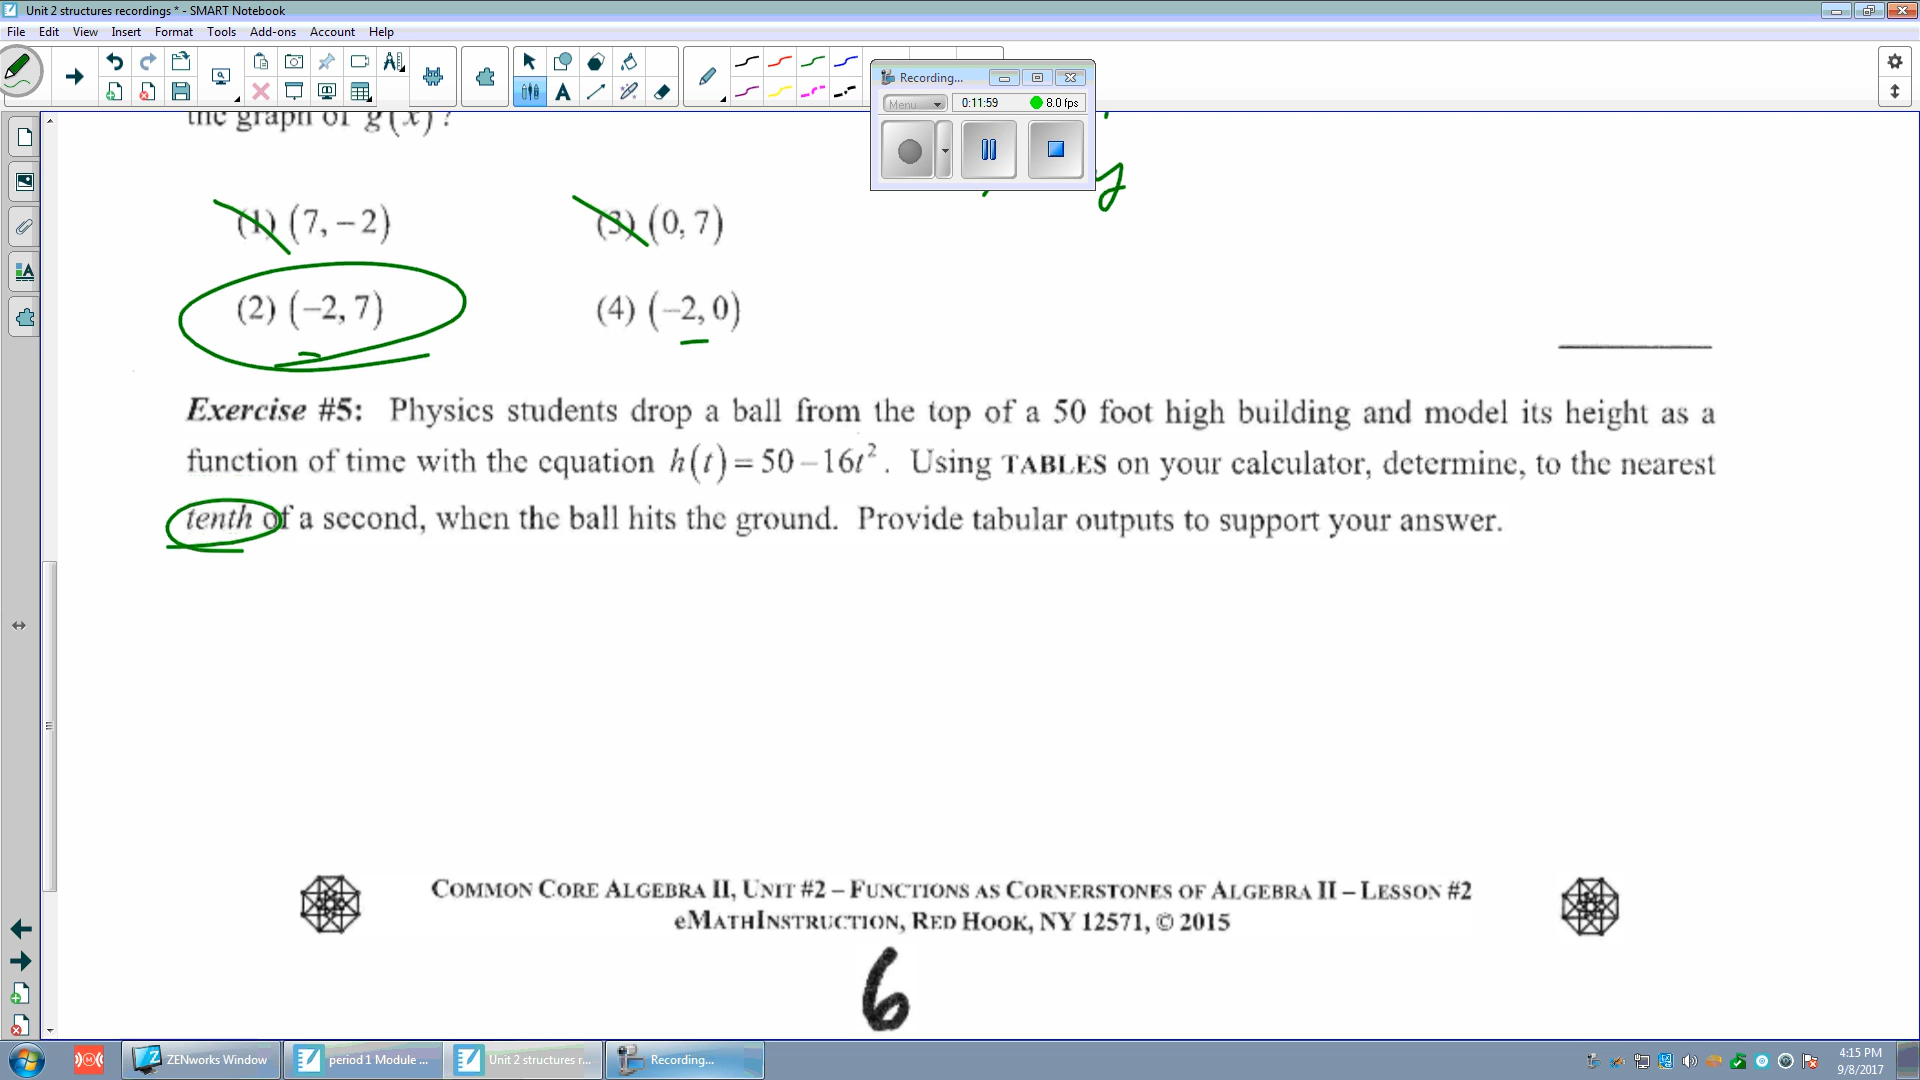 Unit 2 structures recordings * - SMART Notebook
File Edit View Insert Format Tools Add-ons Account Help
Recording...
Menu 0:11:59 8.0 fps
the graph of g(x)?
y
(1) (7, −2) (3) (0, 7)
(2) (−2, 7) (4) (−2, 0)
Exercise #5: Physics students drop a ball from the top of a 50 foot high building and model its height as a
function of time with the equation h(t) = 50 − 16t². Using TABLES on your calculator, determine, to the nearest
tenth of a second, when the ball hits the ground. Provide tabular outputs to support your answer.
COMMON CORE ALGEBRA II, UNIT #2 – FUNCTIONS AS CORNERSTONES OF ALGEBRA II – LESSON #2
eMATHINSTRUCTION, RED HOOK, NY 12571, © 2015
6
ZENworks Window period 1 Module ... Unit 2 structures r... Recording... 4:15 PM
9/8/2017